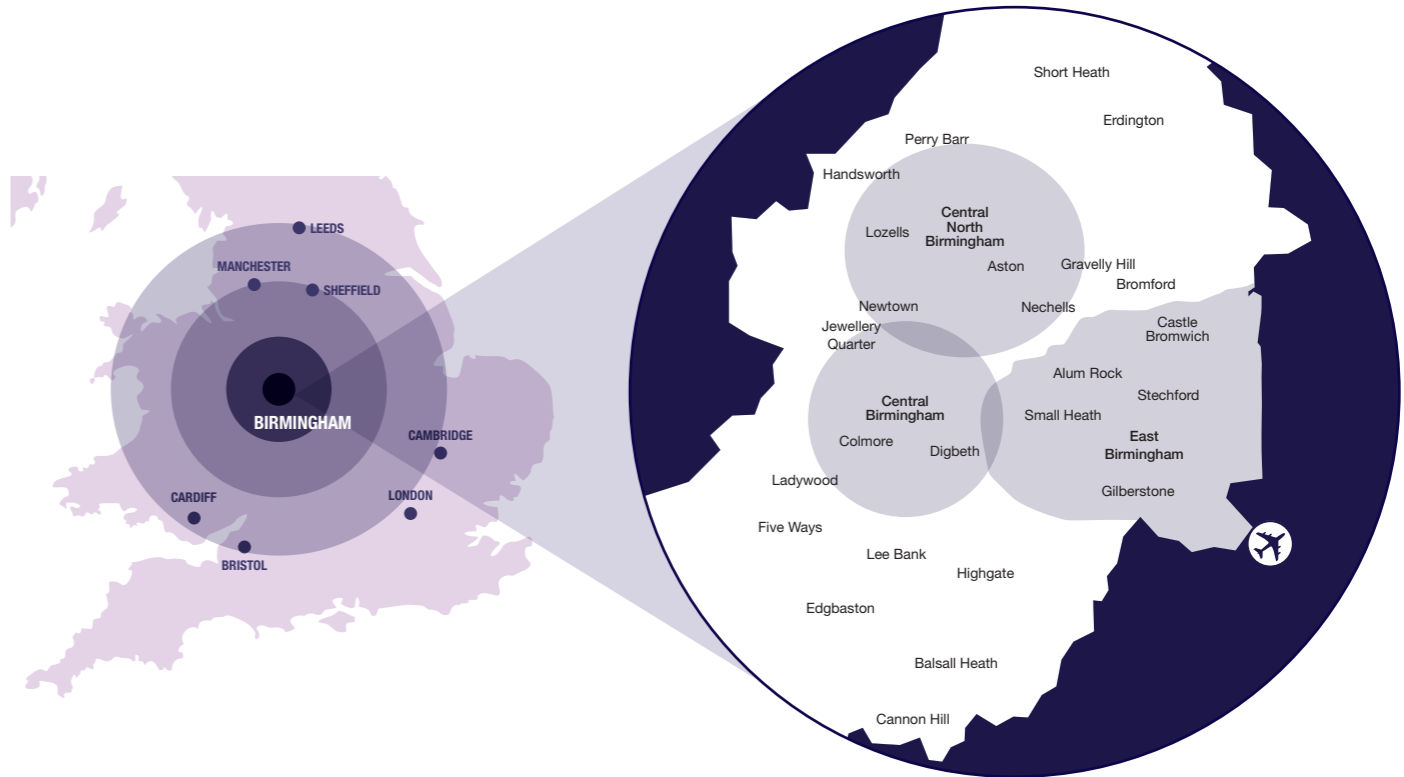 LEEDS
MANCHESTER
SHEFFIELD
BIRMINGHAM
CAMBRIDGE
CARDIFF
LONDON
BRISTOL
Short Heath
Erdington
Perry Barr
Handsworth
Central
North
Birmingham
Lozells
Aston
Gravelly Hill
Bromford
Newtown
Nechells
Jewellery
Quarter
Castle
Bromwich
Alum Rock
Stechford
Central
Birmingham
Small Heath
Colmore
Digbeth
East
Birmingham
Ladywood
Gilberstone
Five Ways
Lee Bank
Highgate
Edgbaston
Balsall Heath
Cannon Hill